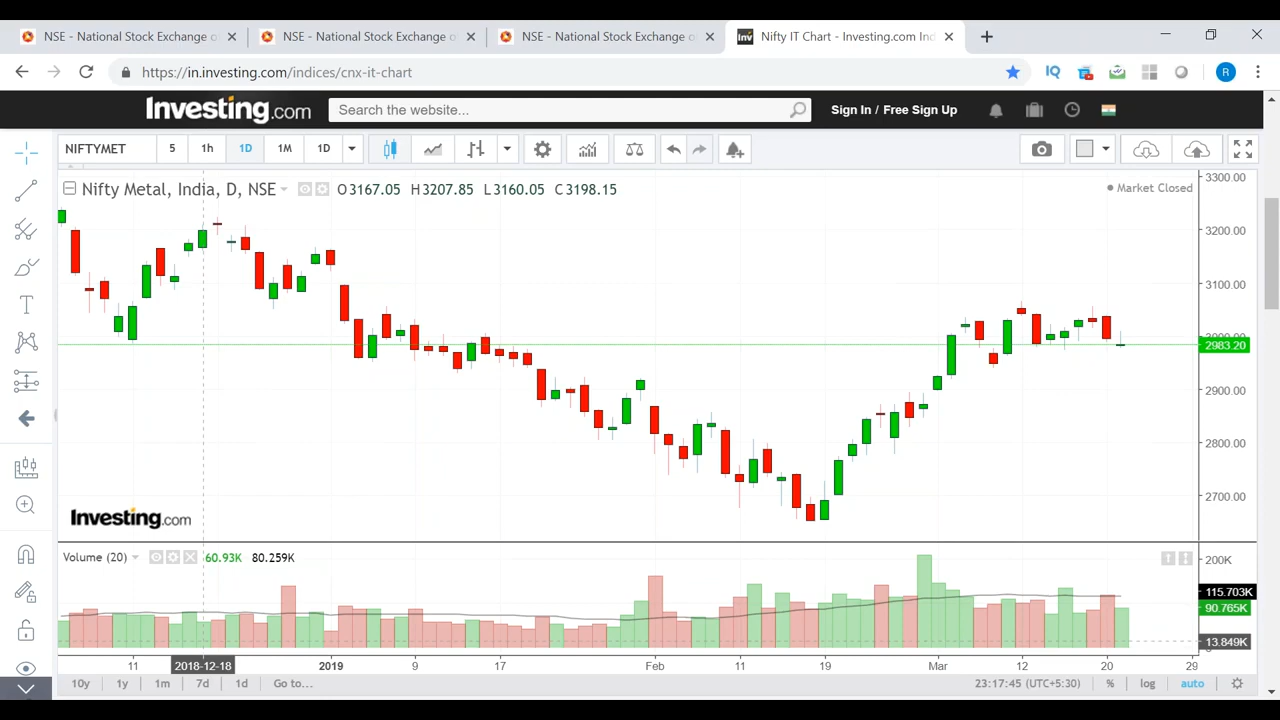 NSE - National Stock Exchange o
NSE - National Stock Exchange o
NSE - National Stock Exchange o
Inv Nifty IT Chart - Investing.com Ind
https://in.investing.com/indices/cnx-it-chart
IQ
R
Investing.com
Search the website...
Sign In / Free Sign Up
NIFTYMET 5 1h 1D 1M 1D
Nifty Metal, India, D, NSE O3167.05 H3207.85 L3160.05 C3198.15
Market Closed
3300.00
3200.00
3100.00
2983.20
2900.00
2800.00
2700.00
Investing.com
Volume (20) 60.93K 80.259K
200K
115.703K
90.765K
13.849K
11 2018-12-18 2019 9 17 Feb 11 19 Mar 12 20 29
10y 1y 1m 7d 1d Go to... 23:17:45 (UTC+5:30) % log auto